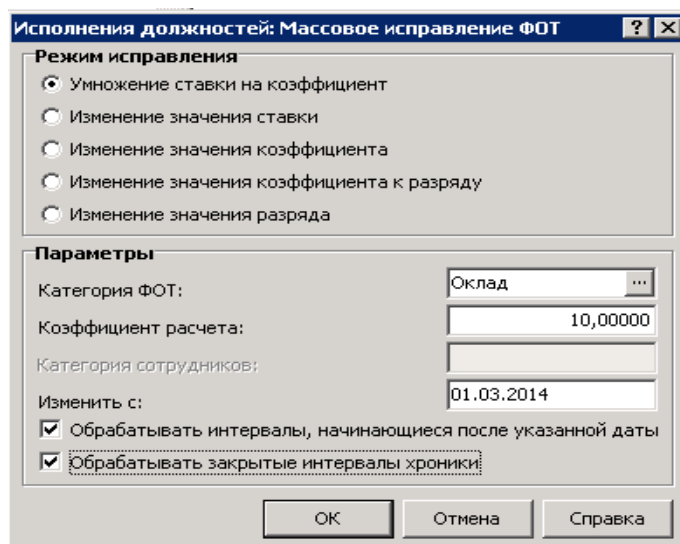 Исполнения должностей: Массовое исправление ФОТ
Режим исправления
Умножение ставки на коэффициент
Изменение значения ставки
Изменение значения коэффициента
Изменение значения коэффициента к разряду
Изменение значения разряда
Параметры
Категория ФОТ: Оклад ...
Коэффициент расчета: 10,00000
Категория сотрудников:
Изменить с: 01.03.2014
Обрабатывать интервалы, начинающиеся после указанной даты
Обрабатывать закрытые интервалы хроники
ОК Отмена Справка